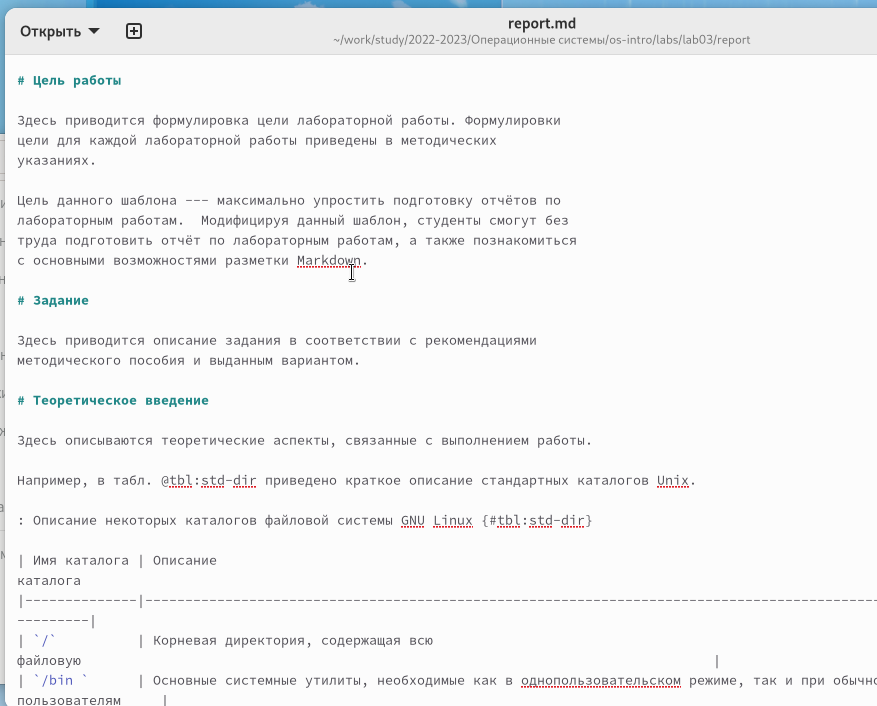 Открыть
report.md
~/work/study/2022-2023/Операционные системы/os-intro/labs/lab03/report
# Цель работы
Здесь приводится формулировка цели лабораторной работы. Формулировки
цели для каждой лабораторной работы приведены в методических
указаниях.
Цель данного шаблона --- максимально упростить подготовку отчётов по
лабораторным работам.  Модифицируя данный шаблон, студенты смогут без
труда подготовить отчёт по лабораторным работам, а также познакомиться
с основными возможностями разметки Markdown.
# Задание
Здесь приводится описание задания в соответствии с рекомендациями
методического пособия и выданным вариантом.
# Теоретическое введение
Здесь описываются теоретические аспекты, связанные с выполнением работы.
Например, в табл. @tbl:std-dir приведено краткое описание стандартных каталогов Unix.
: Описание некоторых каталогов файловой системы GNU Linux {#tbl:std-dir}
| Имя каталога | Описание
каталога
|--------------|--------------------------------------------------------------------------------------------
---------|
| `/`          | Корневая директория, содержащая всю
файловую                                                                               |
| `/bin `      | Основные системные утилиты, необходимые как в однопользовательском режиме, так и при
пользователям     |